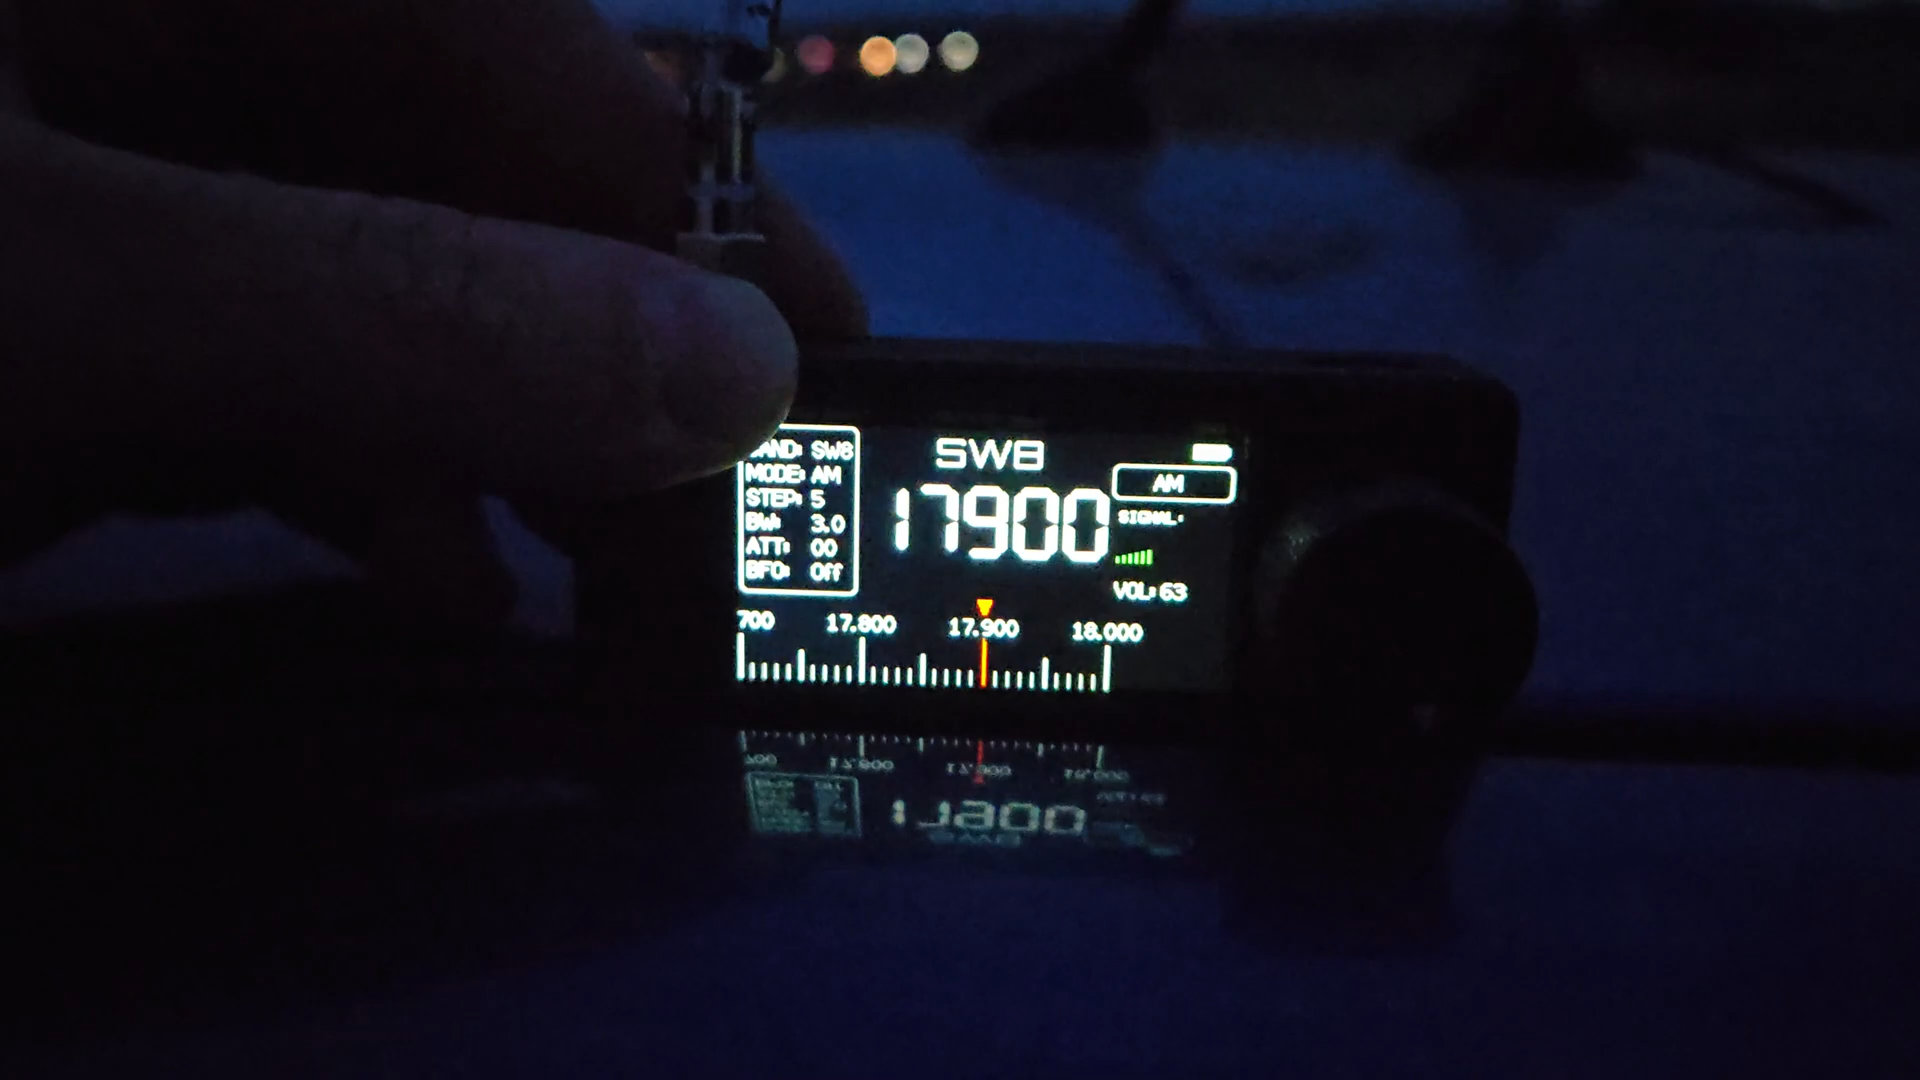 BAND: SW8
MODE: AM
STEP: 5
BW: 3.0
ATT: 00
BFO: Off
SW8
17900
AM
SIGNAL:
VOL: 63
700 17.800 17.900 18.000